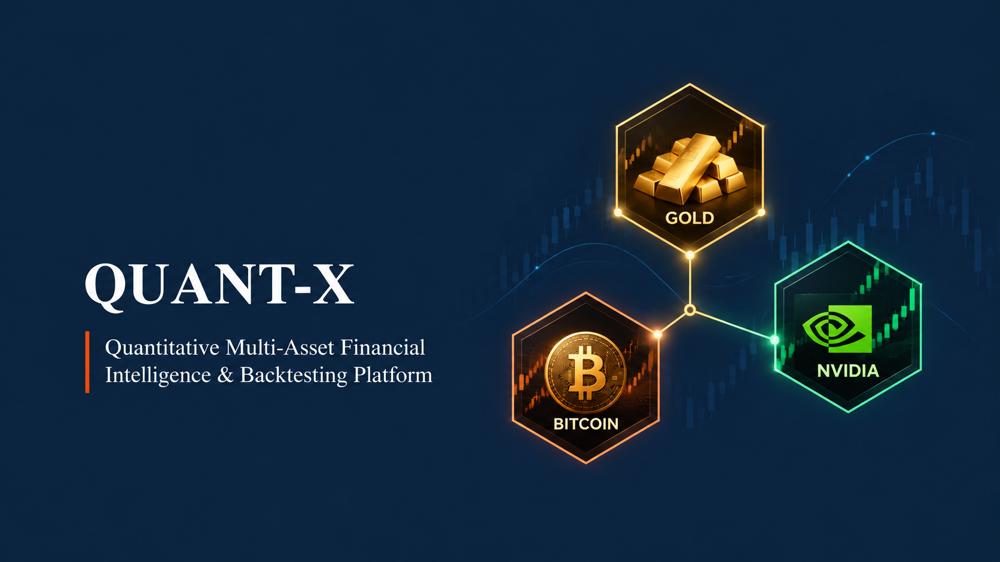 QUANT-X
Quantitative Multi-Asset Financial
Intelligence & Backtesting Platform
GOLD
BITCOIN
NVIDIA